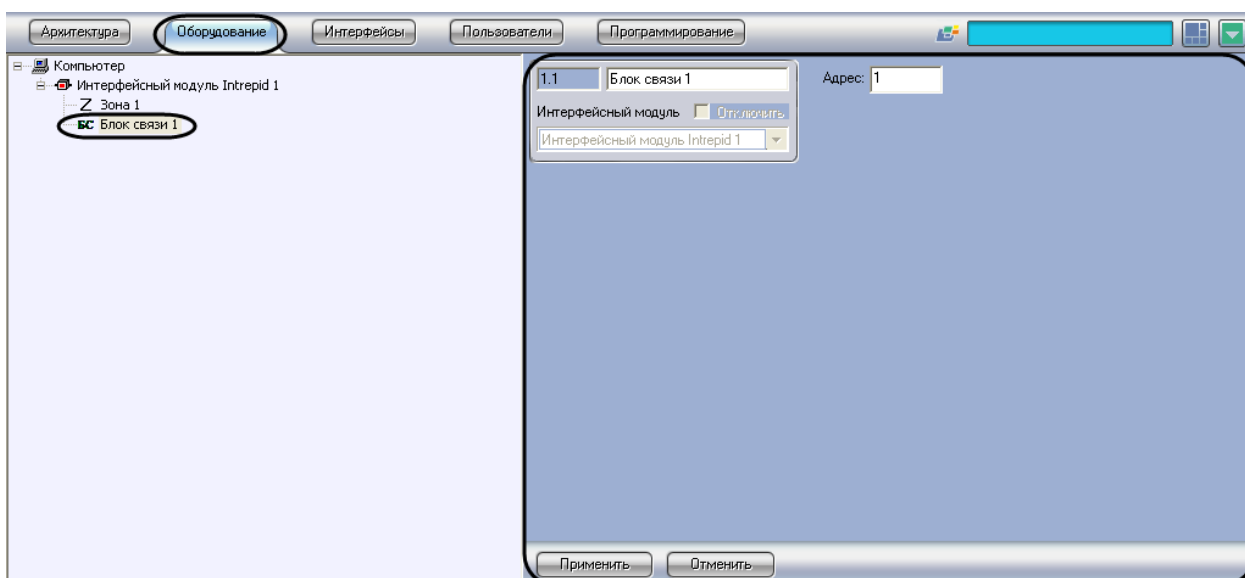 Архитектура Оборудование Интерфейсы Пользователи Программирование
Компьютер
Интерфейсный модуль Intrepid 1
Z Зона 1
БС Блок связи 1
1.1 Блок связи 1 Адрес: 1
Интерфейсный модуль Отключить
Интерфейсный модуль Intrepid 1
Применить Отменить